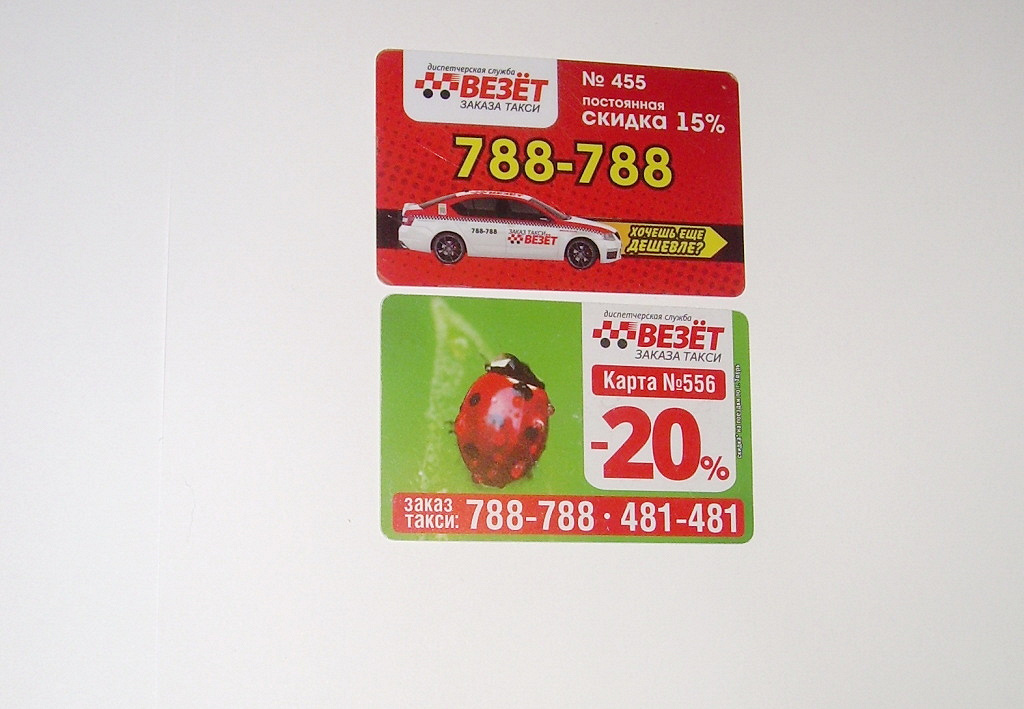 диспетчерская служба
ВЕЗЁТ
ЗАКАЗА ТАКСИ
№ 455
постоянная
скидка 15%
788-788
788-788
ЗАКАЗ ТАКСИ
ВЕЗЁТ
ХОЧЕШЬ ЕЩЕ
ДЕШЕВЛЕ?
диспетчерская служба
ВЕЗЁТ
ЗАКАЗА ТАКСИ
Карта №556
-20%
заказ
такси: 788-788 · 481-481